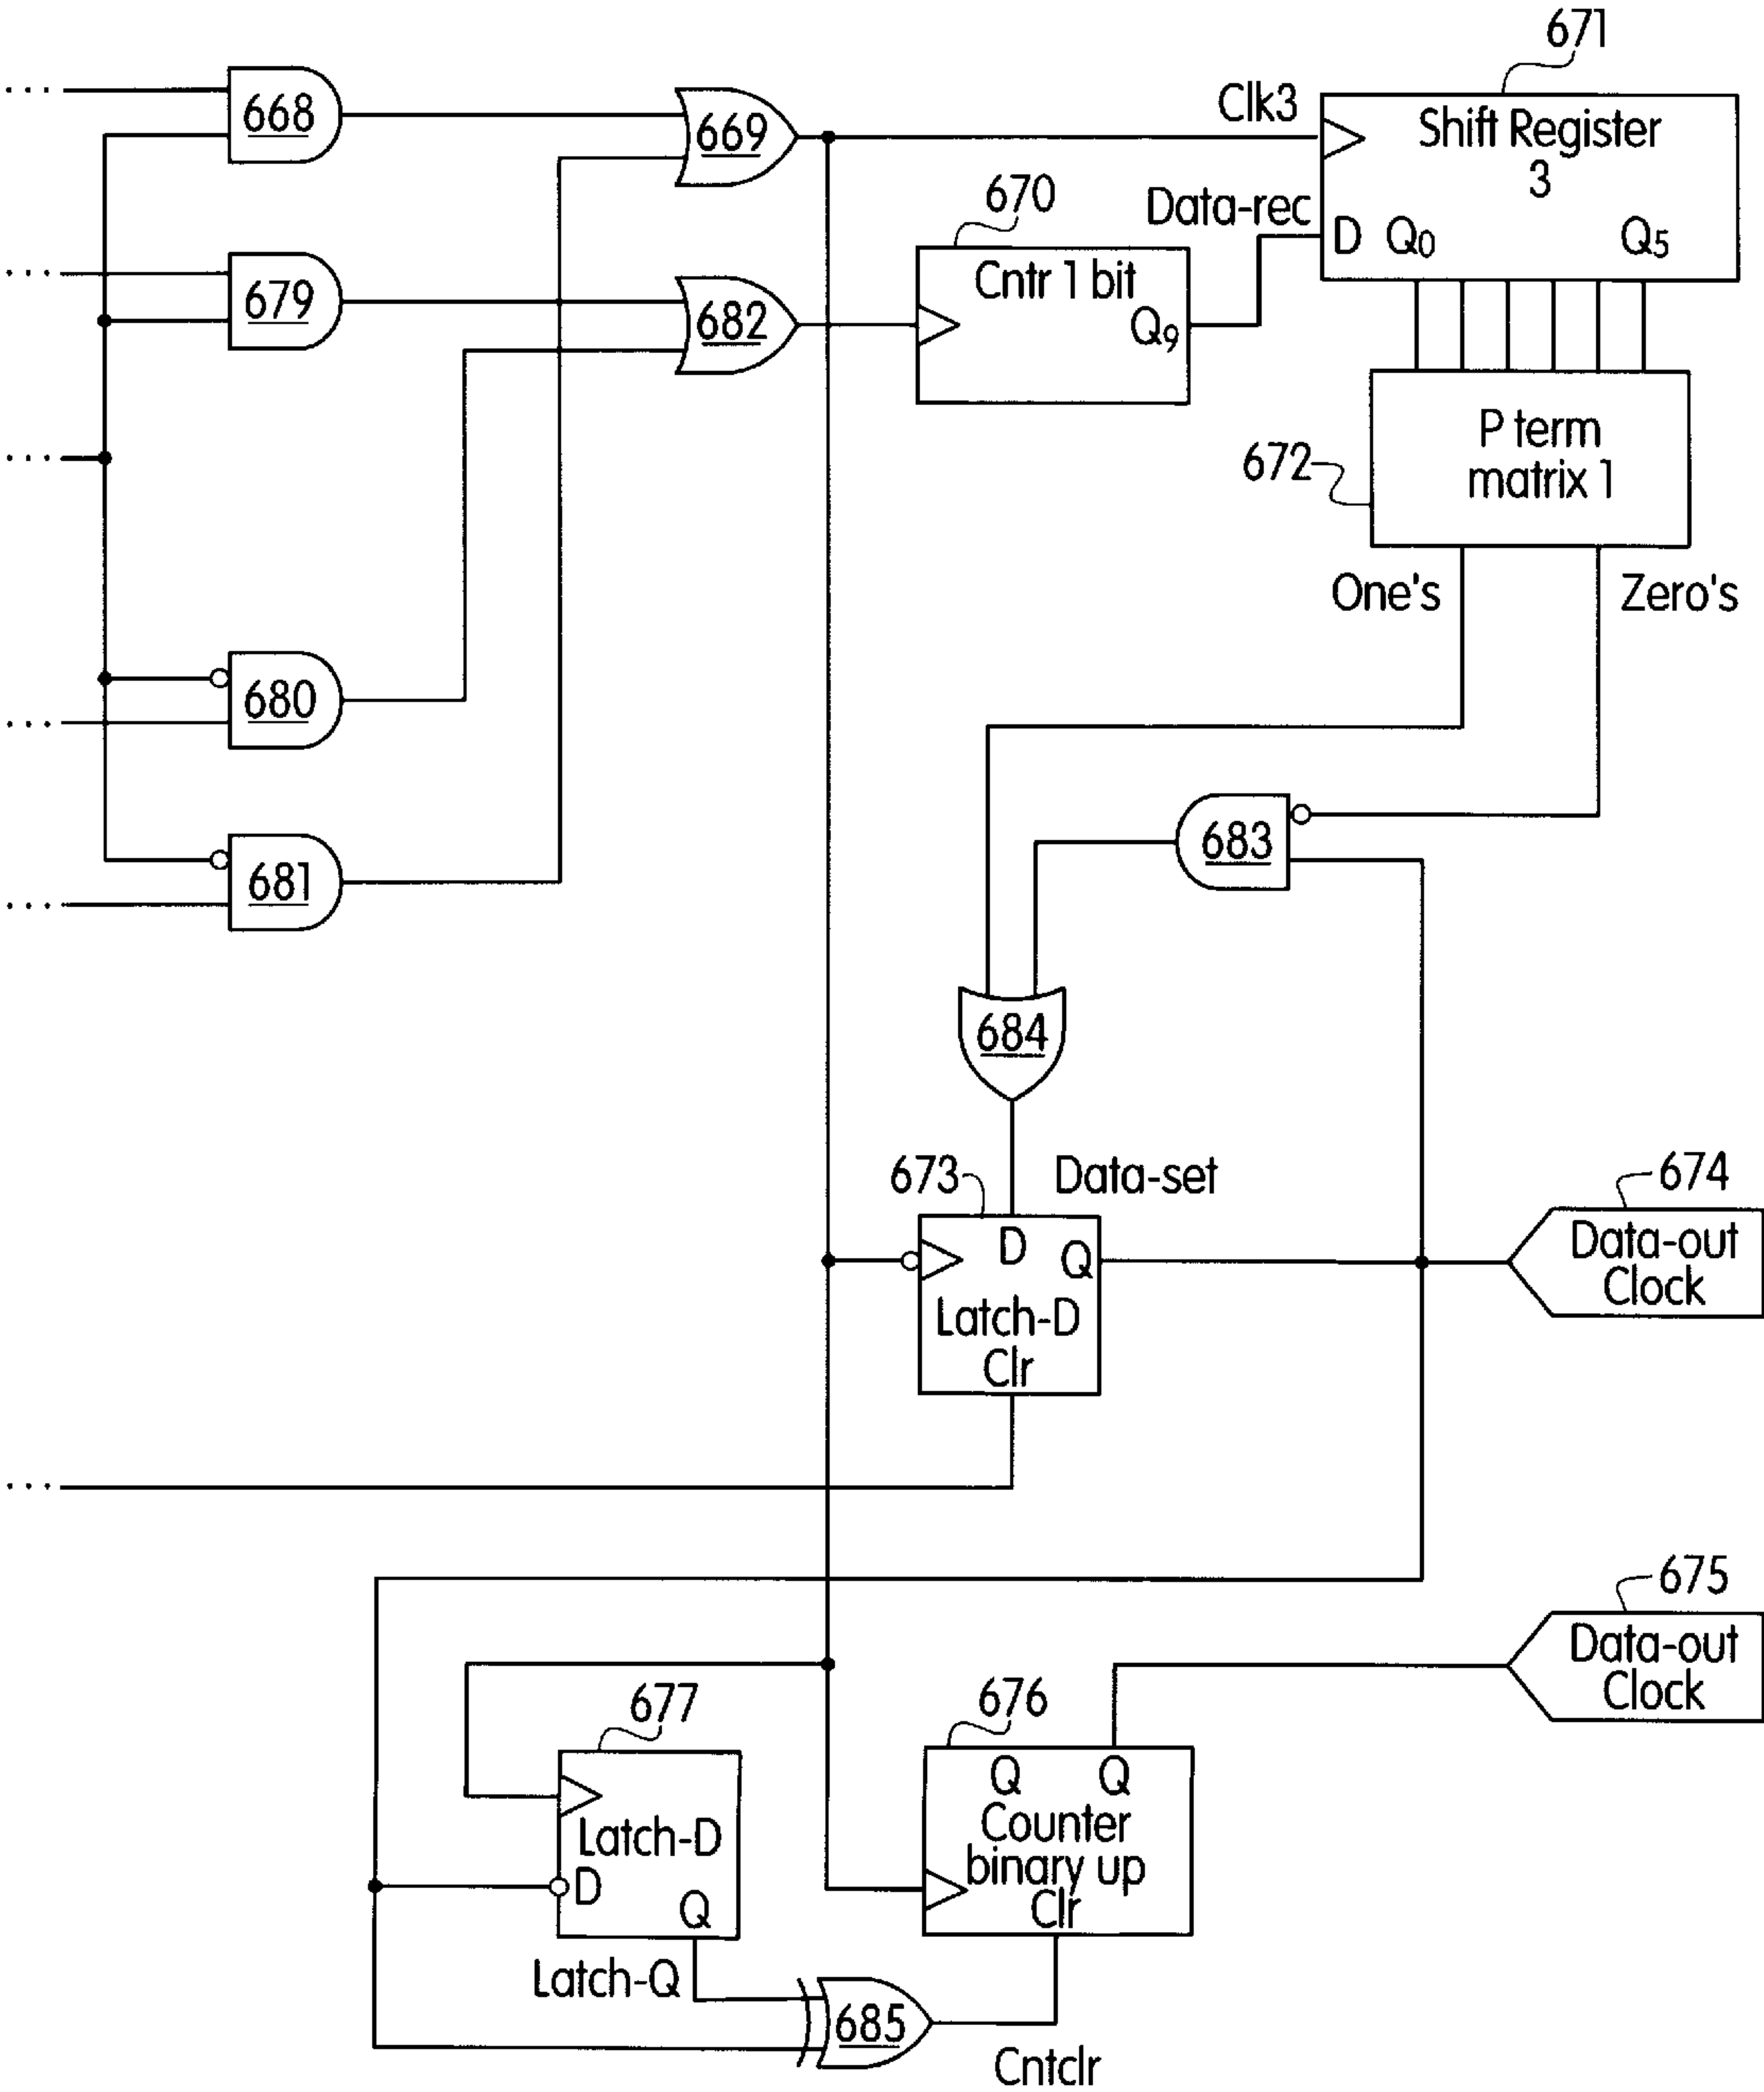 671
668
669
Clk3
Shift Register
3
670
Data-rec
D Q0 Q5
679
682
Cntr 1 bit
Q9
P term
matrix 1
672
One's
Zero's
680
681
683
684
673
Data-set
674
D
Q
Latch-D
Clr
Data-out
Clock
675
Data-out
Clock
677
676
Latch-D
D
Q
Q Q
Counter
binary up
Clr
Latch-Q
685
Cntclr